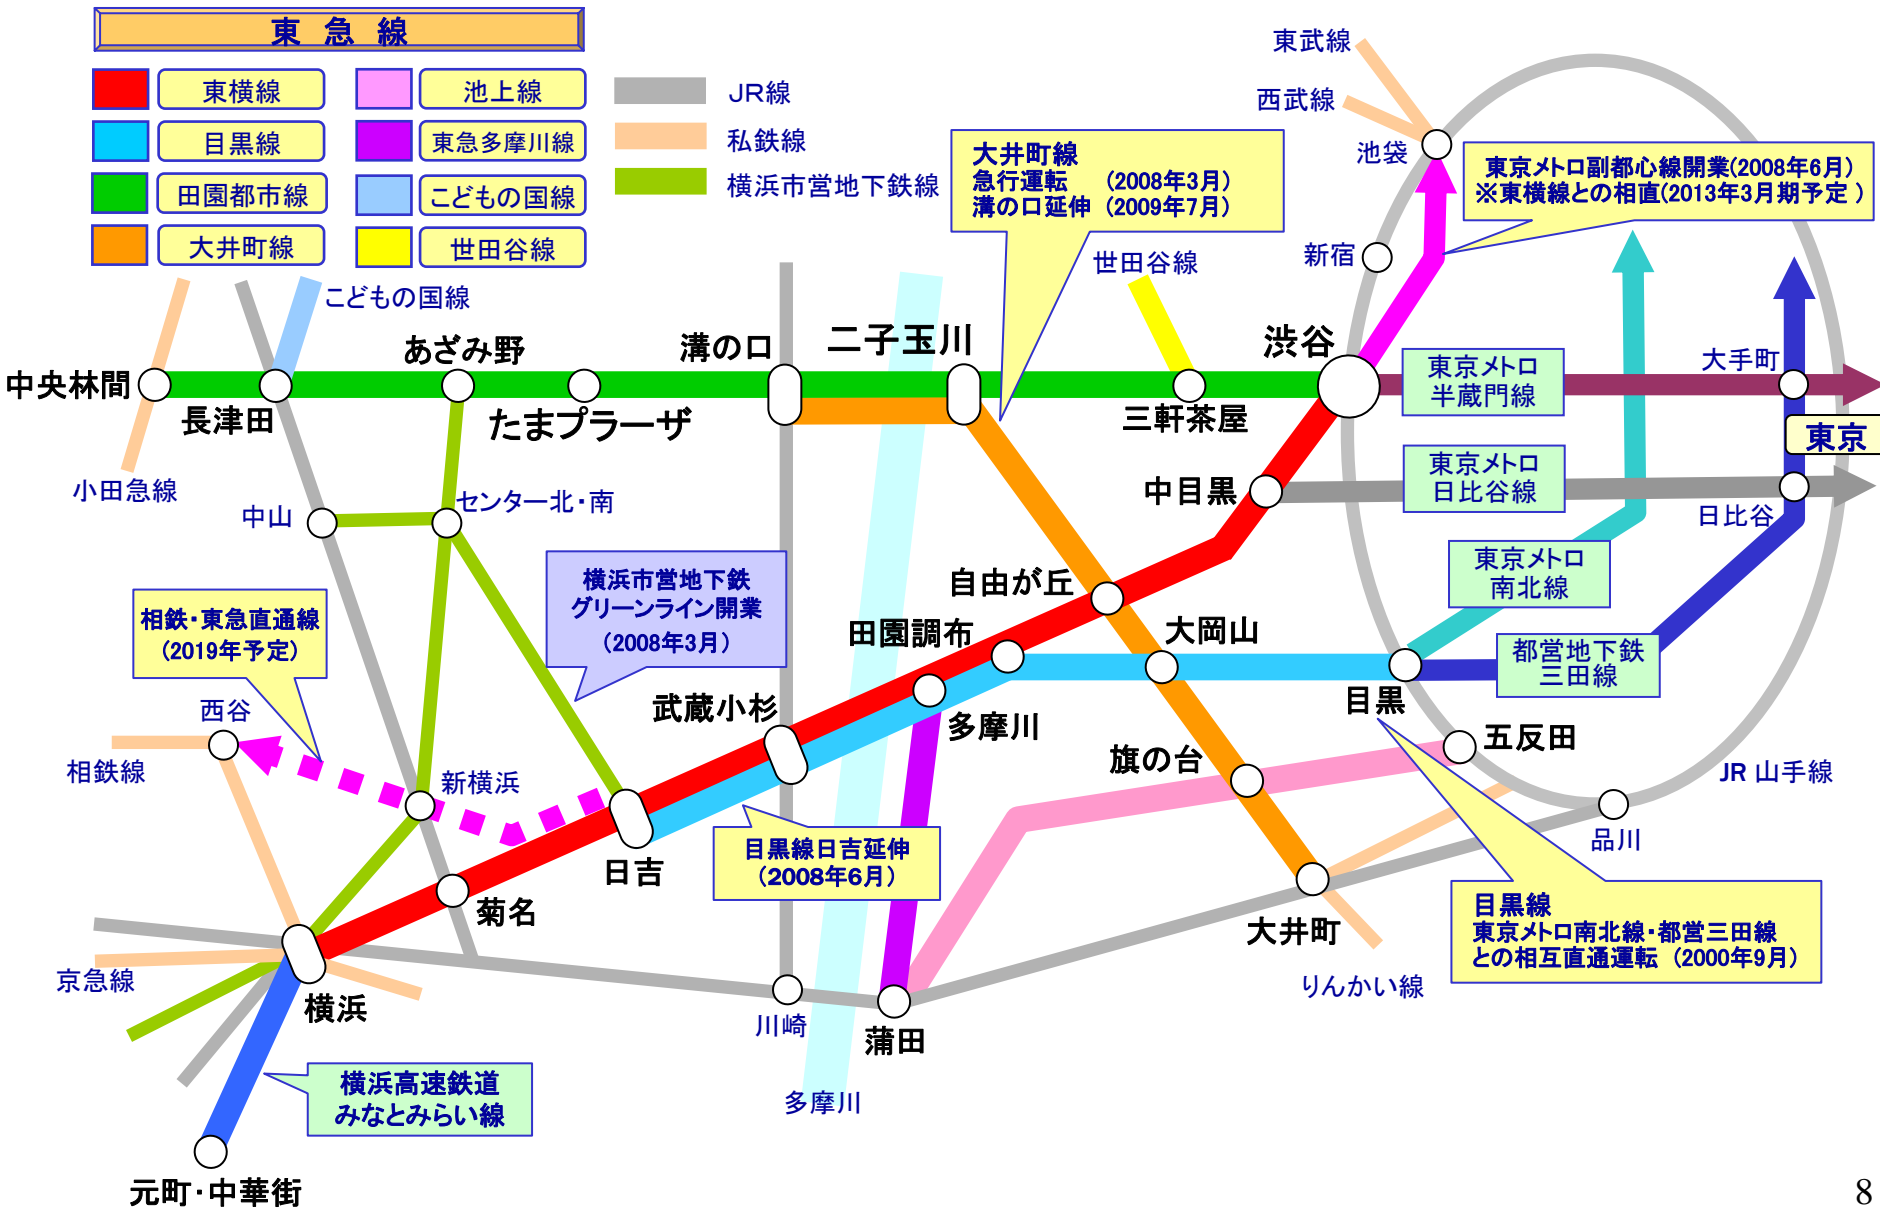 東 急 線
東横線
池上線
JR線
目黒線
東急多摩川線
私鉄線
田園都市線
こどもの国線
横浜市営地下鉄線
大井町線
世田谷線
東武線
西武線
池袋
大井町線
急行運転 (2008年3月)
溝の口延伸 (2009年7月)
東京メトロ副都心線開業(2008年6月)
※東横線との相直(2013年3月期予定 )
新宿
世田谷線
こどもの国線
あざみ野
溝の口
二子玉川
渋谷
中央林間
長津田
たまプラーザ
三軒茶屋
東京メトロ
半蔵門線
大手町
東京
小田急線
中山
センター北・南
中目黒
東京メトロ
日比谷線
日比谷
横浜市営地下鉄
グリーンライン開業
(2008年3月)
自由が丘
東京メトロ
南北線
相鉄・東急直通線
(2019年予定)
田園調布
大岡山
都営地下鉄
三田線
西谷
武蔵小杉
多摩川
目黒
五反田
相鉄線
新横浜
旗の台
JR 山手線
日吉
目黒線日吉延伸
(2008年6月)
品川
菊名
大井町
目黒線
東京メトロ南北線・都営三田線
との相互直通運転 (2000年9月)
京急線
横浜
川崎
蒲田
りんかい線
横浜高速鉄道
みなとみらい線
多摩川
元町・中華街
8